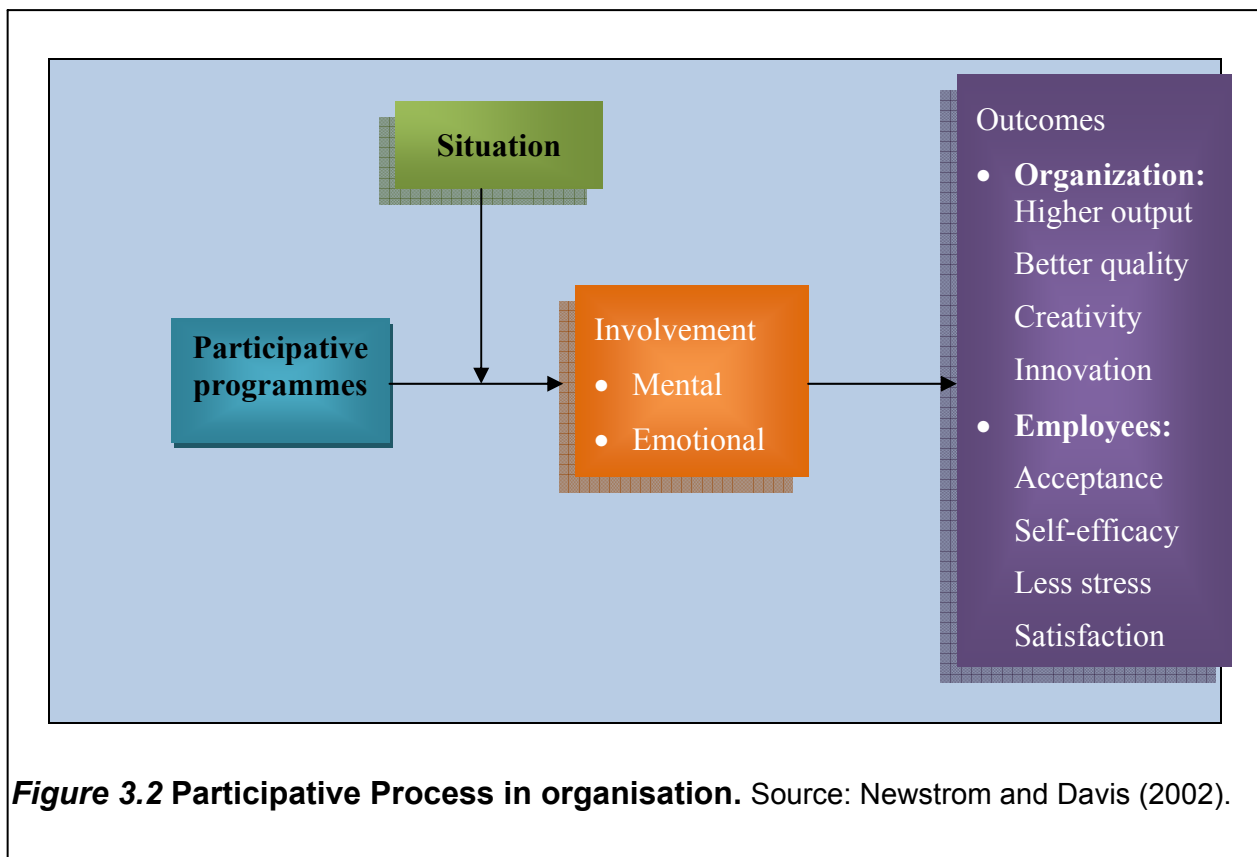 Situation
Participative
programmes
Involvement
• Mental
• Emotional
Outcomes
• Organization:
Higher output
Better quality
Creativity
Innovation
• Employees:
Acceptance
Self-efficacy
Less stress
Satisfaction
Figure 3.2 Participative Process in organisation. Source: Newstrom and Davis (2002).